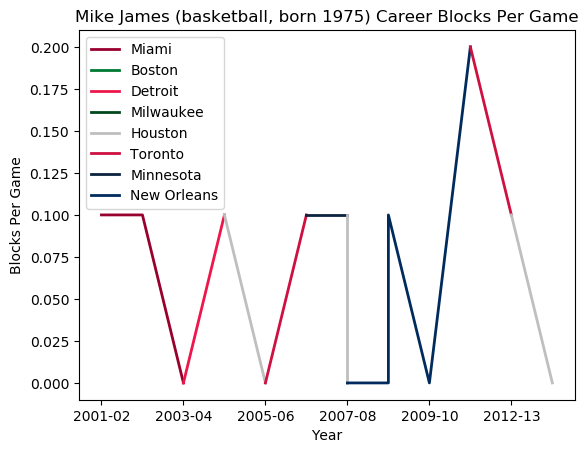 Mike James (basketball, born 1975) Career Blocks Per Game
Miami
Boston
Detroit
Milwaukee
Houston
Toronto
Minnesota
New Orleans
0.200
0.175
0.150
0.125
0.100
0.075
0.050
0.025
0.000
Blocks Per Game
2001-02 2003-04 2005-06 2007-08 2009-10 2012-13
Year